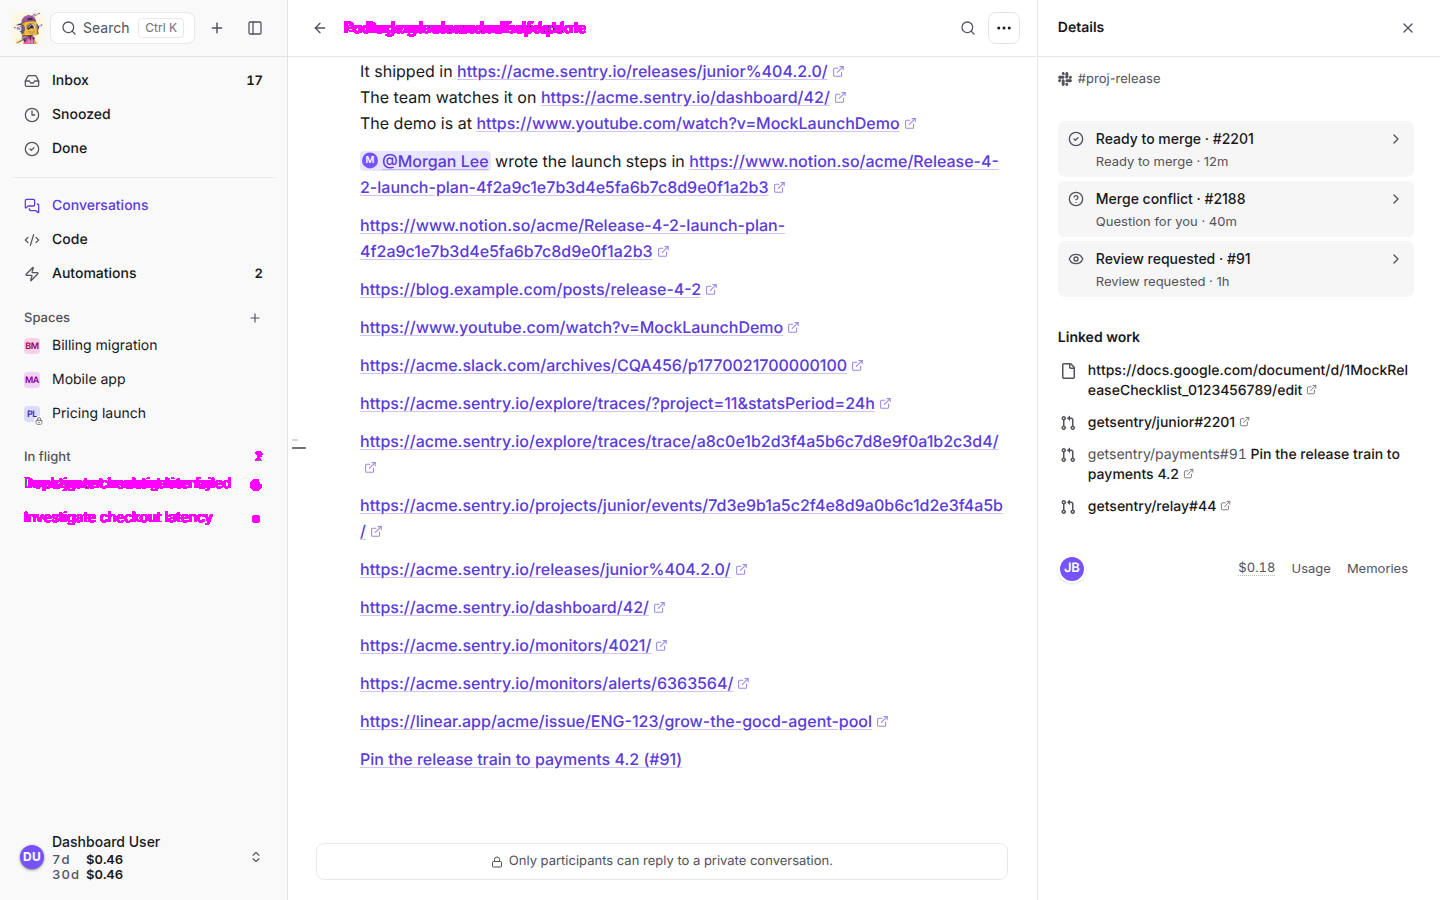 Search
Ctrl K
Inbox
17
Snoozed
Done
Conversations
Code
Automations
2
Spaces
BM
Billing migration
MA
Mobile app
PL
Pricing launch
In flight
Investigate checkout latency
DU
Dashboard User
7d $0.46
30d $0.46
It shipped in https://acme.sentry.io/releases/junior%404.2.0/
The team watches it on https://acme.sentry.io/dashboard/42/
The demo is at https://www.youtube.com/watch?v=MockLaunchDemo
M @Morgan Lee wrote the launch steps in https://www.notion.so/acme/Release-4-
2-launch-plan-4f2a9c1e7b3d4e5fa6b7c8d9e0f1a2b3
https://www.notion.so/acme/Release-4-2-launch-plan-
4f2a9c1e7b3d4e5fa6b7c8d9e0f1a2b3
https://blog.example.com/posts/release-4-2
https://www.youtube.com/watch?v=MockLaunchDemo
https://acme.slack.com/archives/CQA456/p1770021700000100
https://acme.sentry.io/explore/traces/?project=11&statsPeriod=24h
https://acme.sentry.io/explore/traces/trace/a8c0e1b2d3f4a5b6c7d8e9f0a1b2c3d4/
https://acme.sentry.io/projects/junior/events/7d3e9b1a5c2f4e8d9a0b6c1d2e3f4a5b
/
https://acme.sentry.io/releases/junior%404.2.0/
https://acme.sentry.io/dashboard/42/
https://acme.sentry.io/monitors/4021/
https://acme.sentry.io/monitors/alerts/6363564/
https://linear.app/acme/issue/ENG-123/grow-the-gocd-agent-pool
Pin the release train to payments 4.2 (#91)
Only participants can reply to a private conversation.
Details
#proj-release
Ready to merge · #2201
Ready to merge · 12m
Merge conflict · #2188
Question for you · 40m
Review requested · #91
Review requested · 1h
Linked work
https://docs.google.com/document/d/1MockRel
easeChecklist_0123456789/edit
getsentry/junior#2201
getsentry/payments#91 Pin the release train to
payments 4.2
getsentry/relay#44
JB
$0.18
Usage
Memories